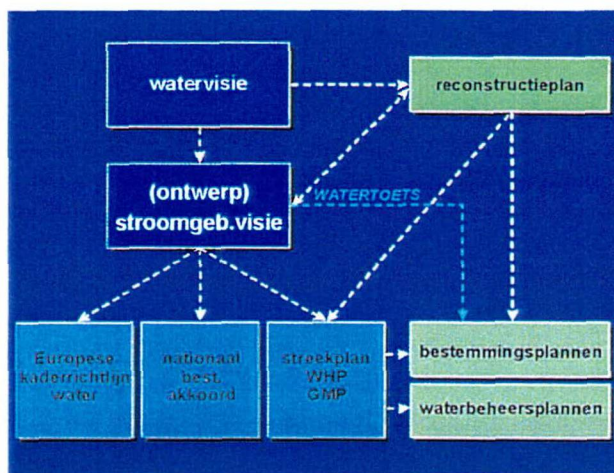 watervisie
reconstructieplan
(ontwerp)
stroomgeb.visie
WATERTOETS
Europese
kaderrichtlijn
water
nationaal
best.
akkoord
streekplan
WHP
GMP
bestemmingsplannen
waterbeheersplannen